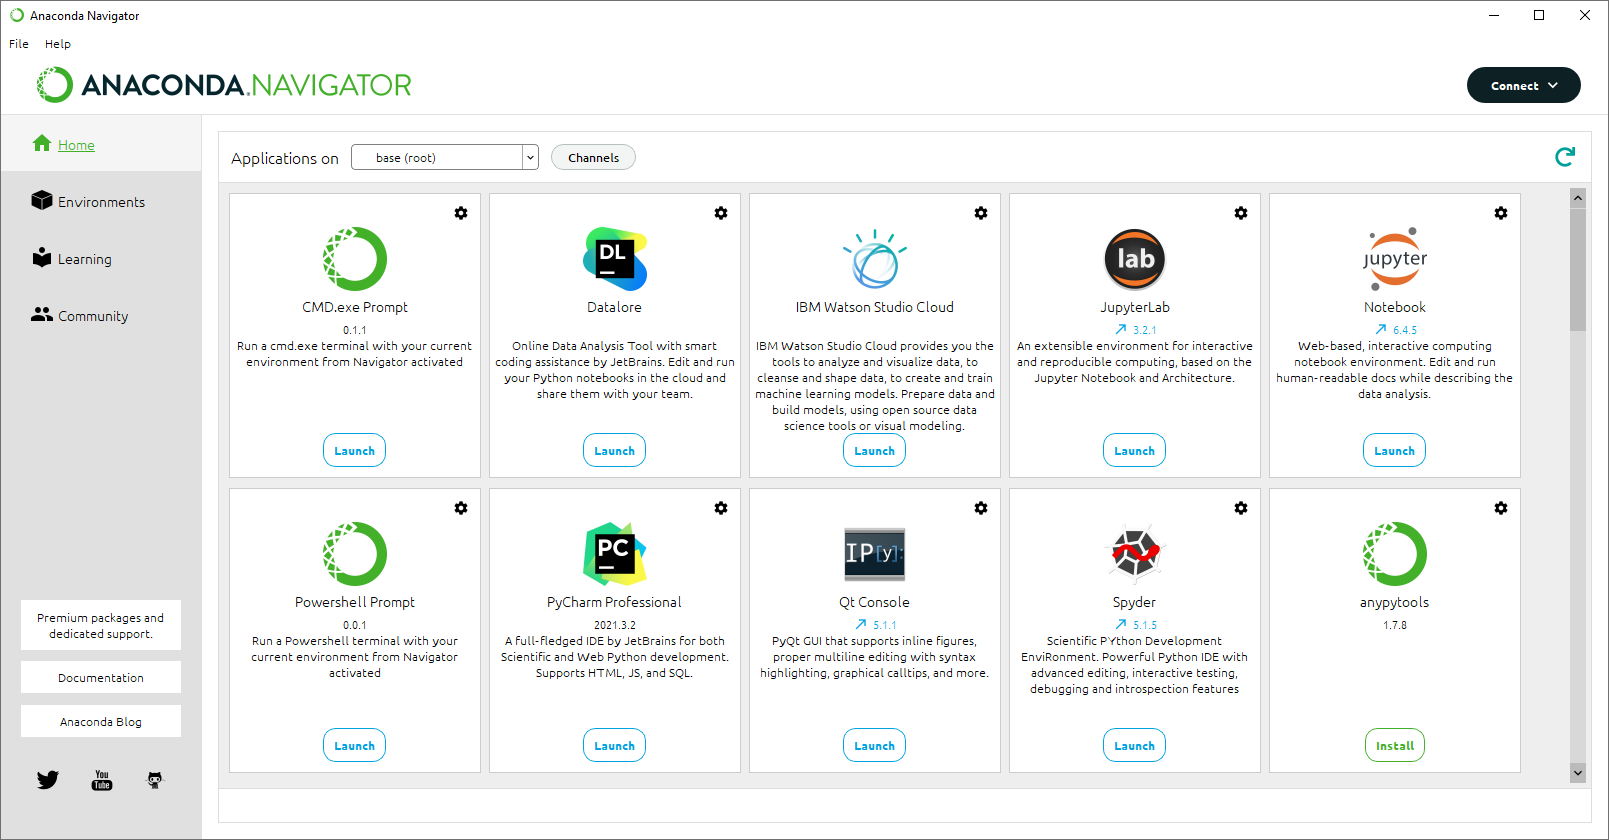 Anaconda Navigator
File Help
ANACONDA.NAVIGATOR
Connect
Home
Environments
Learning
Community
Premium packages and
dedicated support.
Documentation
Anaconda Blog
You
Tube
Applications on base (root) Channels
CMD.exe Prompt
0.1.1
Run a cmd.exe terminal with your current
environment from Navigator activated
Launch
DL
Datalore
Online Data Analysis Tool with smart
coding assistance by JetBrains. Edit and run
your Python notebooks in the cloud and
share them with your team.
Launch
IBM Watson Studio Cloud
IBM Watson Studio Cloud provides you the
tools to analyze and visualize data, to
cleanse and shape data, to create and train
machine learning models. Prepare data and
build models, using open source data
science tools or visual modeling.
Launch
lab
JupyterLab
3.2.1
An extensible environment for interactive
and reproducible computing, based on the
Jupyter Notebook and Architecture.
Launch
jupyter
Notebook
6.4.5
Web-based, interactive computing
notebook environment. Edit and run
human-readable docs while describing the
data analysis.
Launch
Powershell Prompt
0.0.1
Run a Powershell terminal with your
current environment from Navigator
activated
Launch
PC
PyCharm Professional
2021.3.2
A full-fledged IDE by JetBrains for both
Scientific and Web Python development.
Supports HTML, JS, and SQL.
Launch
IP[y]:
Qt Console
5.1.1
PyQt GUI that supports inline figures,
proper multiline editing with syntax
highlighting, graphical calltips, and more.
Launch
Spyder
5.1.5
Scientific PYthon Development
EnviRonment. Powerful Python IDE with
advanced editing, interactive testing,
debugging and introspection features
Launch
anypytools
1.7.8
Install